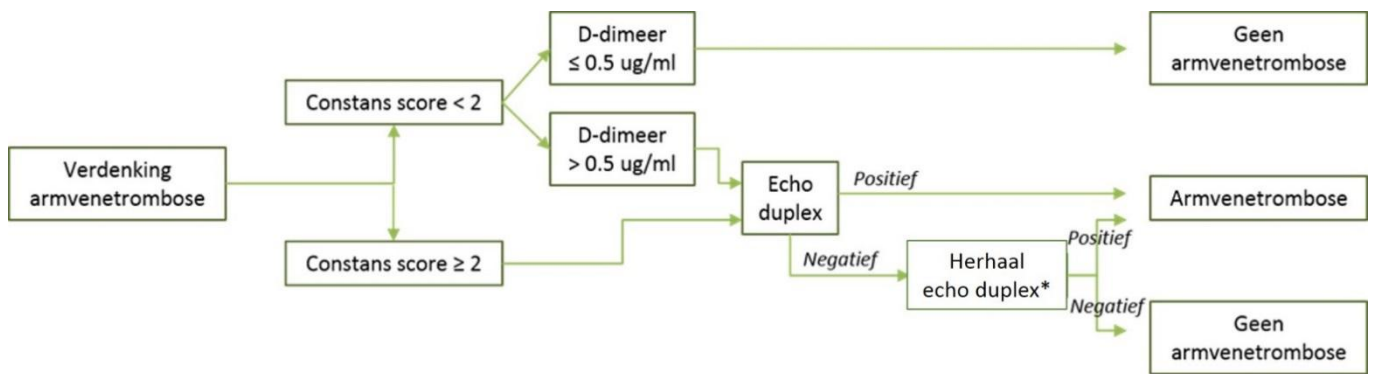 Verdenking
armvenetrombose
Constans score < 2
Constans score ≥ 2
D-dimeer
≤ 0.5 ug/ml
D-dimeer
> 0.5 ug/ml
Echo
duplex
Positief
Negatief
Herhaal
echo duplex*
Positief
Negatief
Geen
armvenetrombose
Armvenetrombose
Geen
armvenetrombose